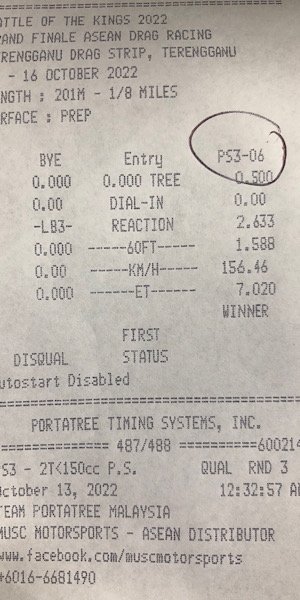 ATTLE OF THE KINGS 2022
RAND FINALE ASEAN DRAG RACING
ERENGGANU DRAG STRIP, TERENGGANU
- 16 OCTOBER 2022
NGTH : 201M - 1/8 MILES
RFACE : PREP
BYE Entry PS3-06
0.000 0.000 TREE 0.500
0.00 DIAL-IN 0.00
-LB3- REACTION 2.633
0.000 ------60FT------ 1.588
0.00 ------KM/H------ 156.46
0.000 -------ET------- 7.020
WINNER
FIRST
DISQUAL STATUS
utostart Disabled
PORTATREE TIMING SYSTEMS, INC.
============ 487/488 ==========600214
PS3 - 2T<150cc P.S. QUAL RND 3
October 13, 2022 12:32:57 A
TEAM PORTATREE MALAYSIA
MUSC MOTORSPORTS - ASEAN DISTRIBUTOR
www.facebook.com/muscmotorsports
+6016-6681490